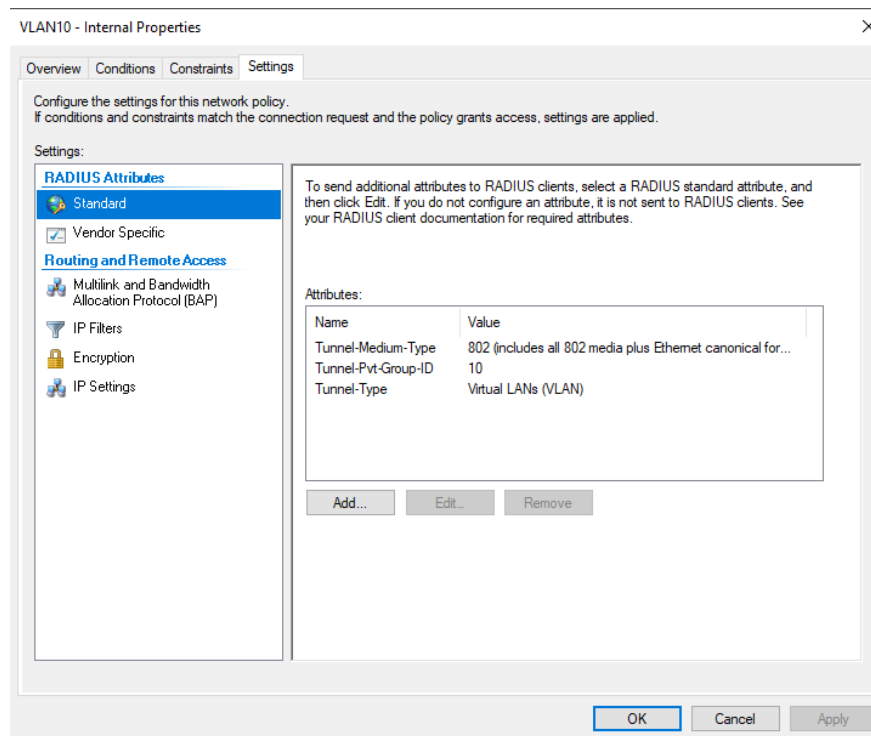 VLAN10 - Internal Properties
Overview Conditions Constraints Settings
Configure the settings for this network policy.
If conditions and constraints match the connection request and the policy grants access, settings are applied.
Settings:
RADIUS Attributes
Standard
Vendor Specific
Routing and Remote Access
Multilink and Bandwidth
Allocation Protocol (BAP)
IP Filters
Encryption
IP Settings
To send additional attributes to RADIUS clients, select a RADIUS standard attribute, and
then click Edit. If you do not configure an attribute, it is not sent to RADIUS clients. See
your RADIUS client documentation for required attributes.
Attributes:
Name Value
Tunnel-Medium-Type 802 (includes all 802 media plus Ethernet canonical for...
Tunnel-Pvt-Group-ID 10
Tunnel-Type Virtual LANs (VLAN)
Add... Edit... Remove
OK Cancel Apply